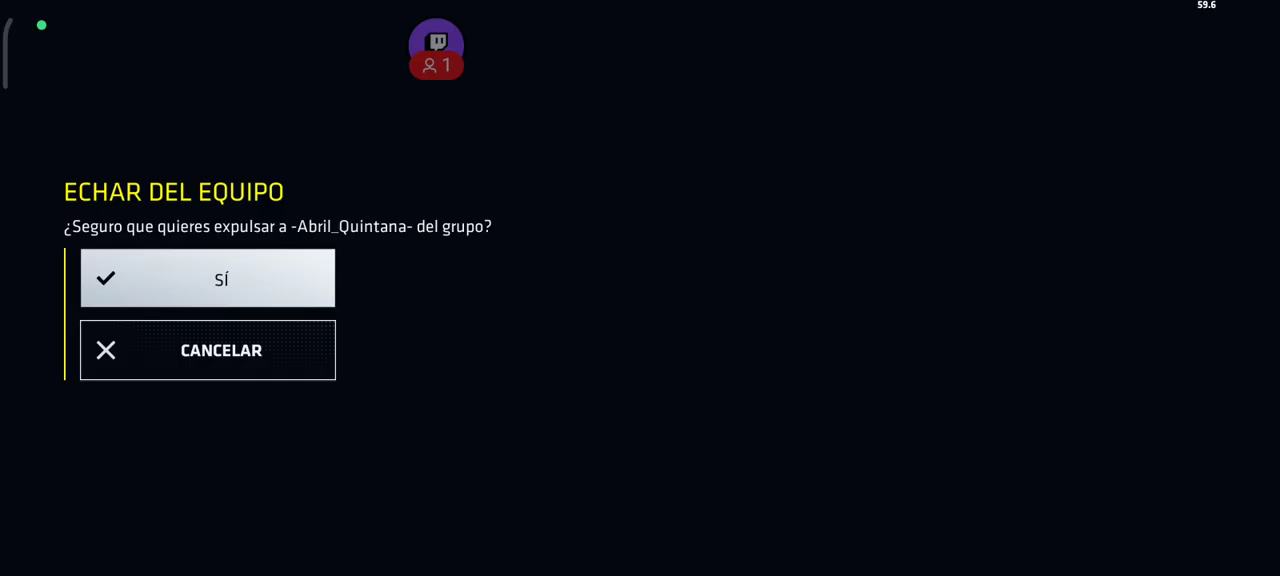 59.6
1
ECHAR DEL EQUIPO
¿Seguro que quieres expulsar a -Abril_Quintana- del grupo?
SÍ
CANCELAR